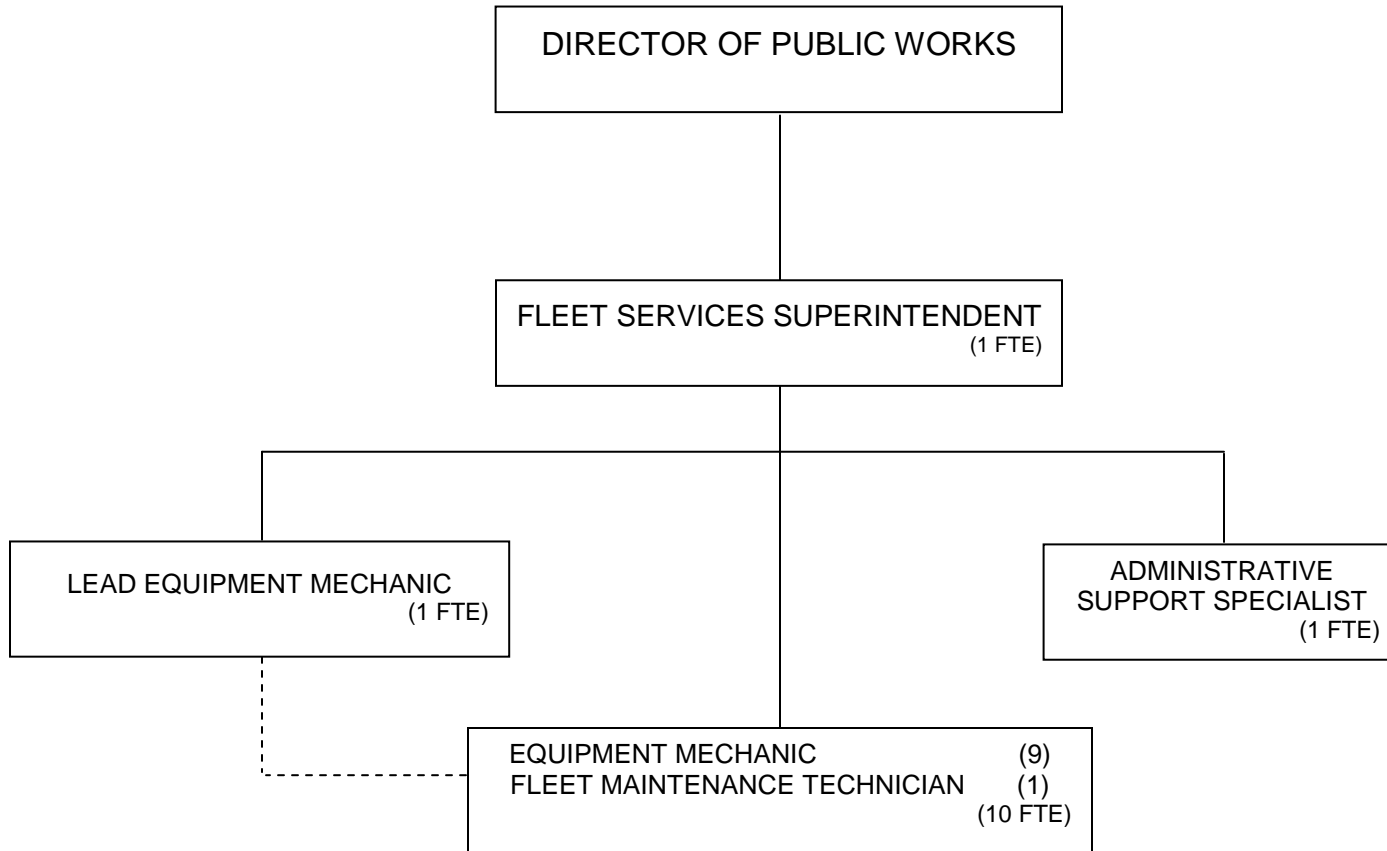 DIRECTOR OF PUBLIC WORKS
FLEET SERVICES SUPERINTENDENT
(1 FTE)
LEAD EQUIPMENT MECHANIC
(1 FTE)
ADMINISTRATIVE
SUPPORT SPECIALIST
(1 FTE)
EQUIPMENT MECHANIC (9)
FLEET MAINTENANCE TECHNICIAN (1)
(10 FTE)